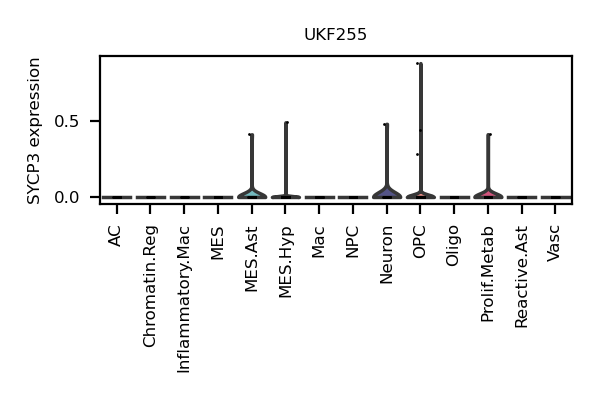 UKF255
SYCP3 expression
0.5
0.0
AC
Chromatin.Reg
Inflammatory.Mac
MES
MES.Ast
MES.Hyp
Mac
NPC
Neuron
OPC
Oligo
Prolif.Metab
Reactive.Ast
Vasc